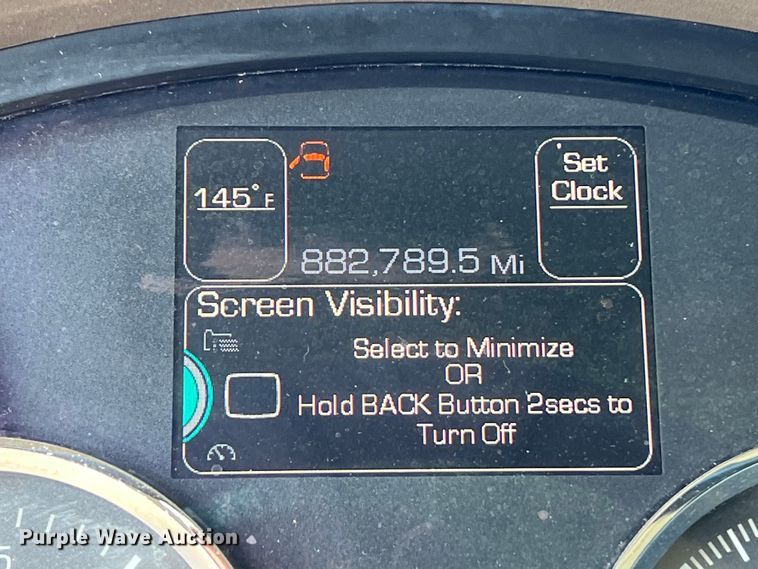 145°F
Set
Clock
882,789.5 Mi
Screen Visibility:
Select to Minimize
OR
Hold BACK Button 2secs to
Turn Off
5
Purple Wave Auction